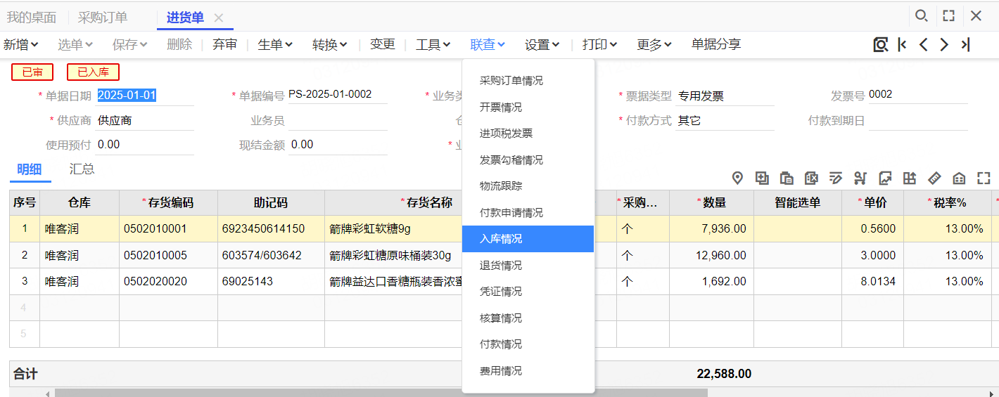 我的桌面 采购订单 进货单
新增 选单 保存 删除 弃审 生单 转换 变更 工具 联查 设置 打印 更多 单据分享
已审 已入库
* 单据日期 2025-01-01 * 单据编号 PS-2025-01-0002 * 业务类 * 票据类型 专用发票 发票号 0002
* 供应商 供应商 业务员 * 付款方式 其它 付款到期日
使用预付 0.00 现结金额 0.00 * 业
采购订单情况
开票情况
进项税发票
发票勾稽情况
物流跟踪
付款申请情况
入库情况
退货情况
凭证情况
核算情况
付款情况
费用情况
明细 汇总
序号 仓库 *存货编码 助记码 *存货名称 *采购... *数量 智能选单 *单价 *税率%
1 唯客润 0502010001 6923450614150 箭牌彩虹软糖9g 个 7,936.00 0.5600 13.00%
2 唯客润 0502010005 603574/603642 箭牌彩虹糖原味桶装30g 个 12,960.00 3.0000 13.00%
3 唯客润 0502020020 69025143 箭牌益达口香糖瓶装香浓蜜 个 1,692.00 8.0134 13.00%
4
5
合计 22,588.00